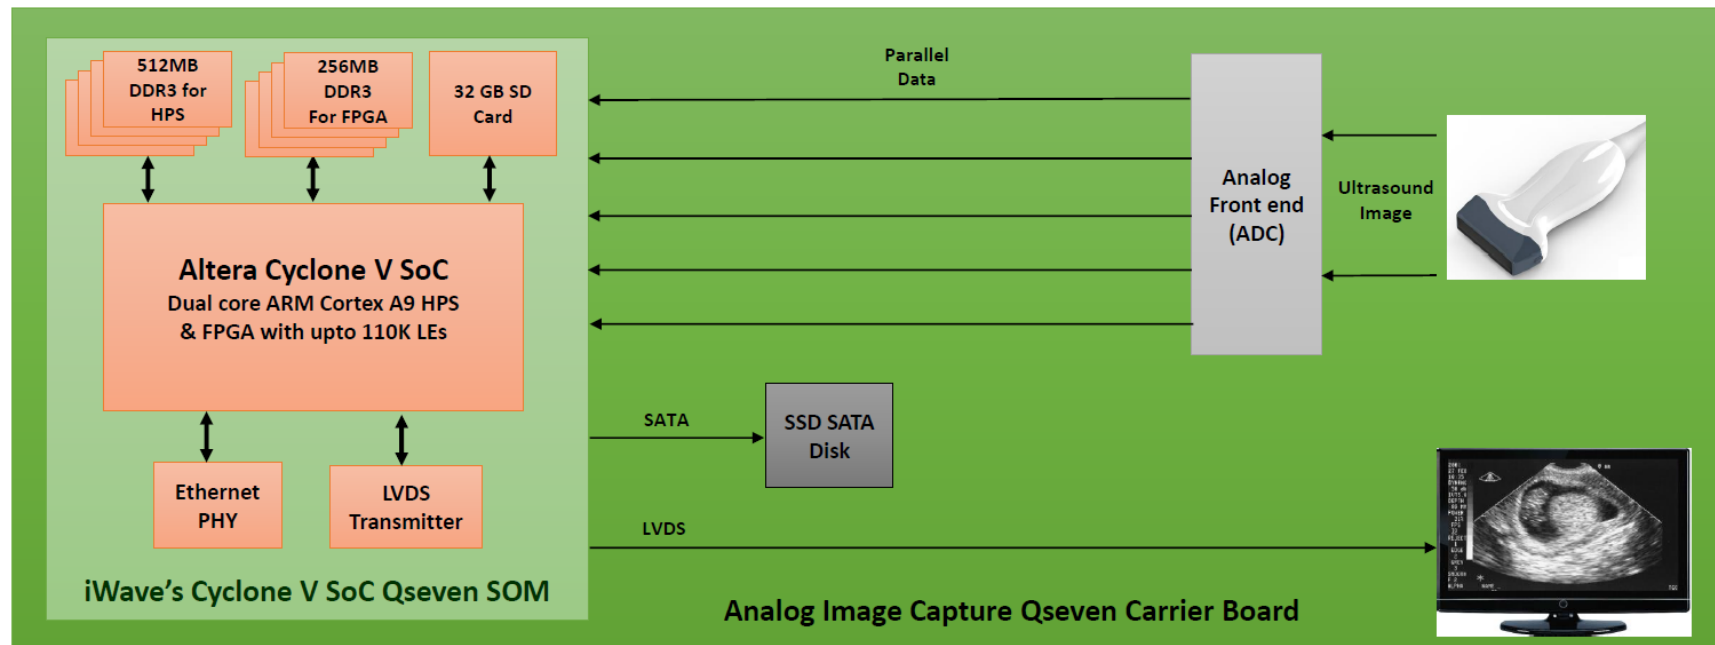 512MB
DDR3 for
HPS
256MB
DDR3
For FPGA
32 GB SD
Card
Parallel
Data
Analog
Front end
(ADC)
Ultrasound
Image
Altera Cyclone V SoC
Dual core ARM Cortex A9 HPS
& FPGA with upto 110K LEs
SATA
SSD SATA
Disk
Ethernet
PHY
LVDS
Transmitter
LVDS
iWave's Cyclone V SoC Qseven SOM
Analog Image Capture Qseven Carrier Board